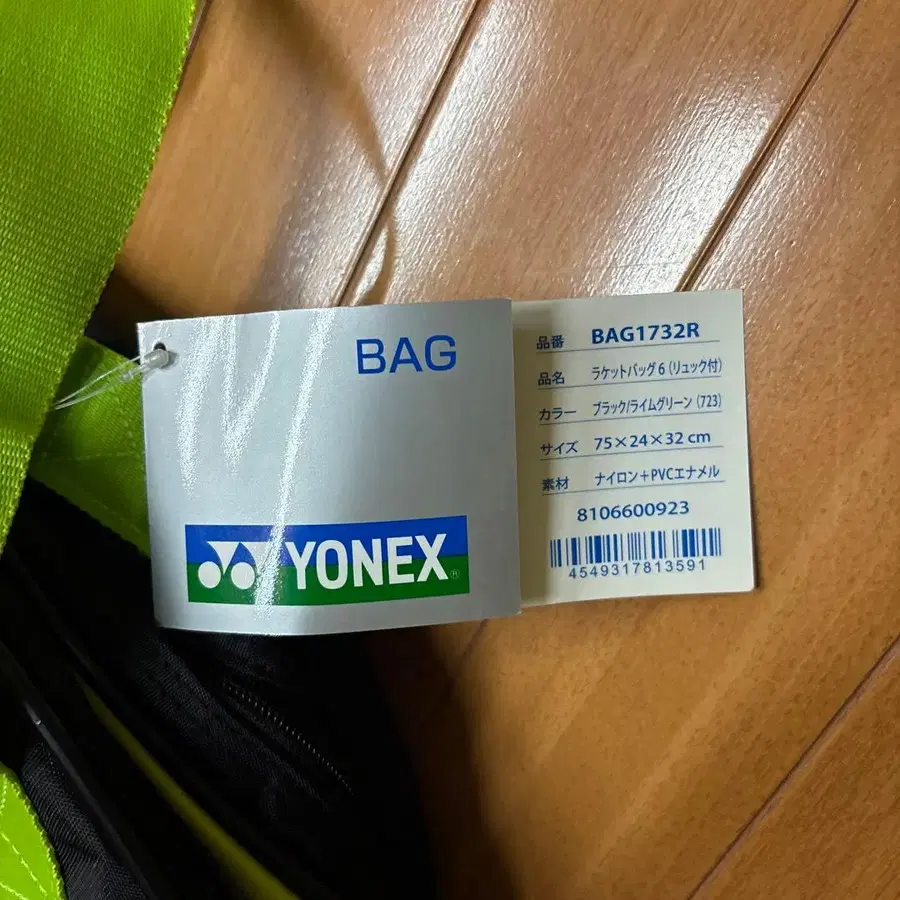 BAG
YONEX®
品番 BAG1732R
品名 ラケットバッグ6(リュック付)
カラー ブラック/ライムグリーン(723)
サイズ 75×24×32 cm
素材 ナイロン+PVCエナメル
8106600923
4549317813591